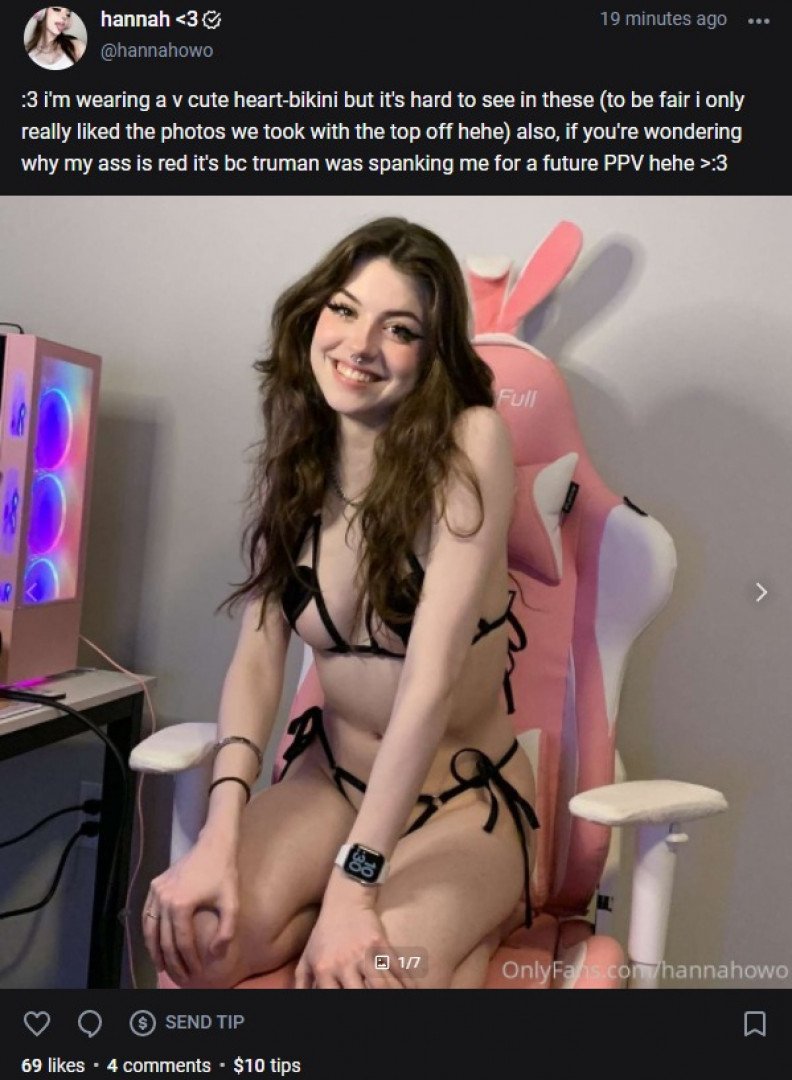 hannah <3
19 minutes ago
@hannahowo
:3 i'm wearing a v cute heart-bikini but it's hard to see in these (to be fair i only
really liked the photos we took with the top off hehe) also, if you're wondering
why my ass is red it's bc truman was spanking me for a future PPV hehe >:3
Full
10
30
1/7
OnlyFans.com/hannahowo
SEND TIP
69 likes • 4 comments • $10 tips